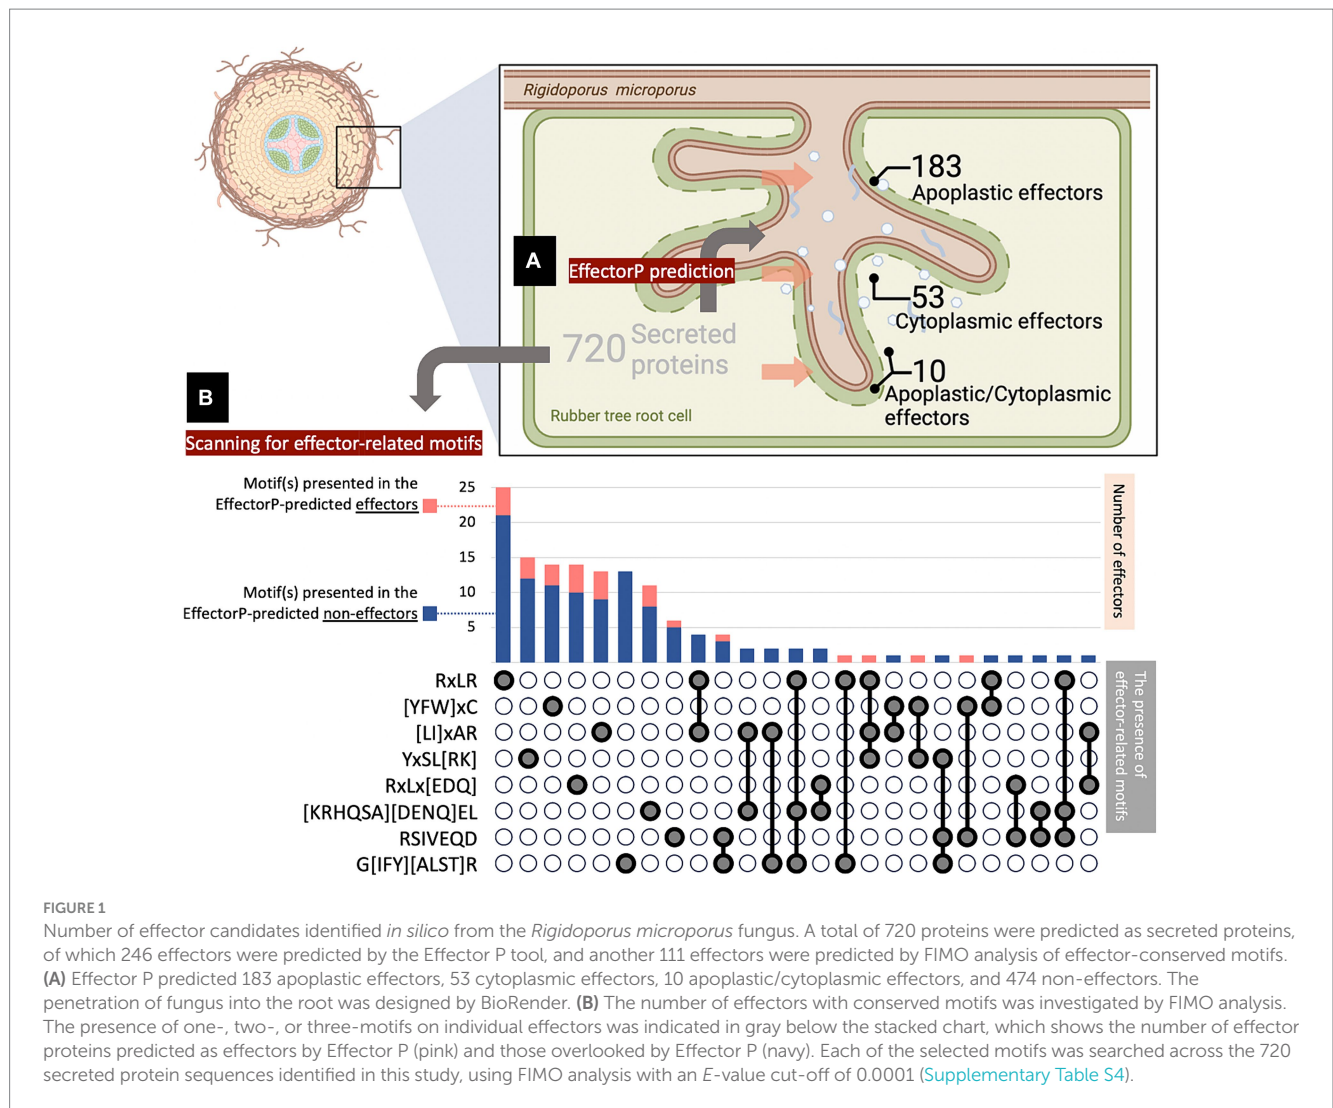 Rigidoporus microporus
183
Apoplastic effectors
A
EffectorP prediction
53
Cytoplasmic effectors
720 Secreted
proteins
10
Apoplastic/Cytoplasmic
effectors
B
Rubber tree root cell
Scanning for effector-related motifs
Motif(s) presented in the
EffectorP-predicted effectors
Motif(s) presented in the
EffectorP-predicted non-effectors
25
20
15
10
5
Number of effectors
RxLR
[YFW]xC
[LI]xAR
YxSL[RK]
RxLx[EDQ]
[KRHQSA][DENQ]EL
RSIVEQD
G[IFY][ALST]R
The presence of
effector-related motifs
FIGURE 1
Number of effector candidates identified in silico from the Rigidoporus microporus fungus. A total of 720 proteins were predicted as secreted proteins,
of which 246 effectors were predicted by the Effector P tool, and another 111 effectors were predicted by FIMO analysis of effector-conserved motifs.
(A) Effector P predicted 183 apoplastic effectors, 53 cytoplasmic effectors, 10 apoplastic/cytoplasmic effectors, and 474 non-effectors. The
penetration of fungus into the root was designed by BioRender. (B) The number of effectors with conserved motifs was investigated by FIMO analysis.
The presence of one-, two-, or three-motifs on individual effectors was indicated in gray below the stacked chart, which shows the number of effector
proteins predicted as effectors by Effector P (pink) and those overlooked by Effector P (navy). Each of the selected motifs was searched across the 720
secreted protein sequences identified in this study, using FIMO analysis with an E-value cut-off of 0.0001 (Supplementary Table S4).